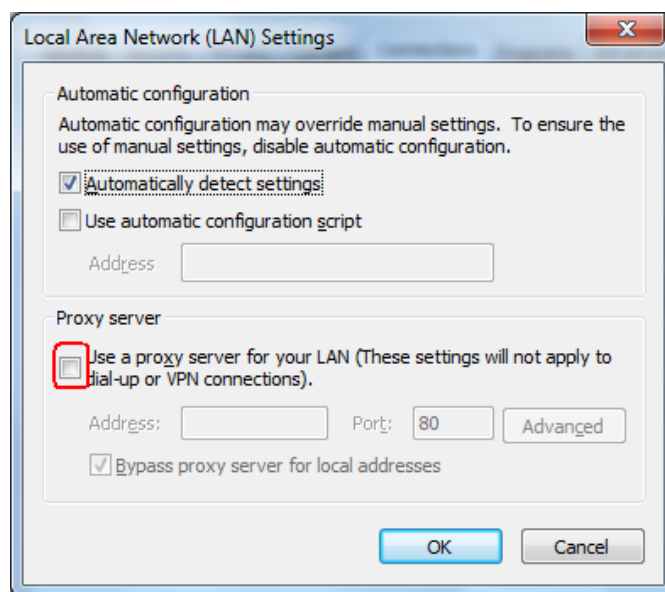 Local Area Network (LAN) Settings
Automatic configuration
Automatic configuration may override manual settings. To ensure the
use of manual settings, disable automatic configuration.
Automatically detect settings
Use automatic configuration script
Address
Proxy server
Use a proxy server for your LAN (These settings will not apply to
dial-up or VPN connections).
Address:
Port: 80
Advanced
Bypass proxy server for local addresses
OK
Cancel